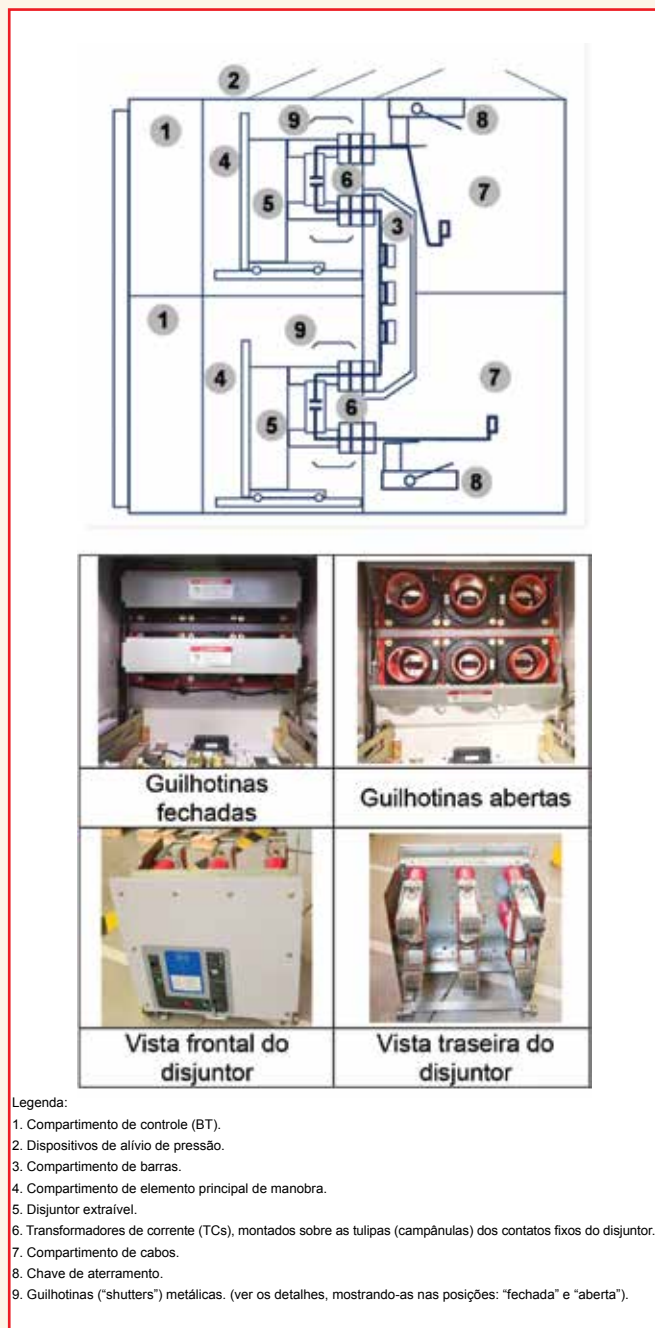 2
1
9
8
4
6
5
7
3
1
9
4
7
6
5
8
Guilhotinas
fechadas
Guilhotinas abertas
Vista frontal do
disjuntor
Vista traseira do
disjuntor
Legenda:
1. Compartimento de controle (BT).
2. Dispositivos de alívio de pressão.
3. Compartimento de barras.
4. Compartimento de elemento principal de manobra.
5. Disjuntor extraível.
6. Transformadores de corrente (TCs), montados sobre as tulipas (campânulas) dos contatos fixos do disjuntor.
7. Compartimento de cabos.
8. Chave de aterramento.
9. Guilhotinas (“shutters”) metálicas. (ver os detalhes, mostrando-as nas posições: “fechada” e “aberta”).